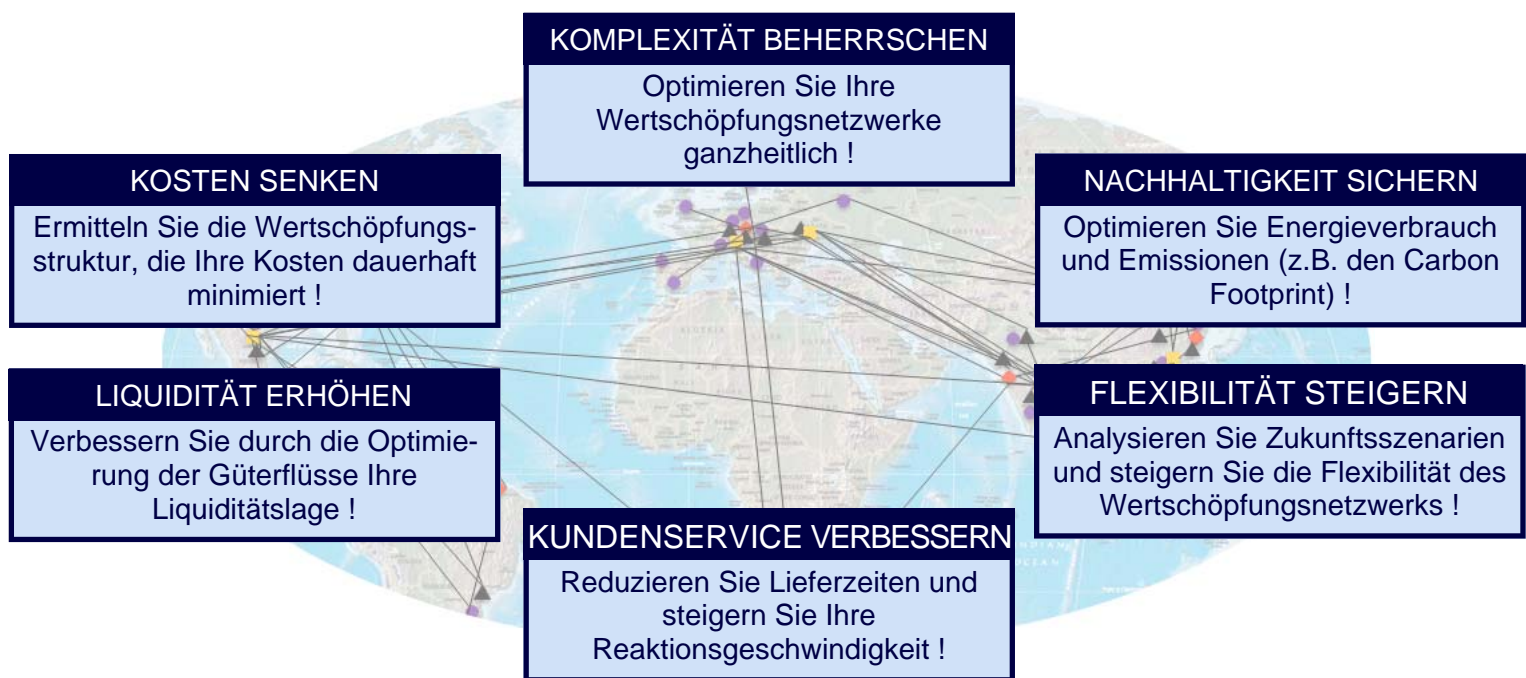 KOMPLEXITÄT BEHERRSCHEN
Optimieren Sie Ihre
Wertschöpfungsnetzwerke
ganzheitlich !
KOSTEN SENKEN
Ermitteln Sie die Wertschöpfungs-
struktur, die Ihre Kosten dauerhaft
minimiert !
NACHHALTIGKEIT SICHERN
Optimieren Sie Energieverbrauch
und Emissionen (z.B. den Carbon
Footprint) !
LIQUIDITÄT ERHÖHEN
Verbessern Sie durch die Optimie-
rung der Güterflüsse Ihre
Liquiditätslage !
FLEXIBILITÄT STEIGERN
Analysieren Sie Zukunftsszenarien
und steigern Sie die Flexibilität des
Wertschöpfungsnetzwerks !
KUNDENSERVICE VERBESSERN
Reduzieren Sie Lieferzeiten und
steigern Sie Ihre
Reaktionsgeschwindigkeit !